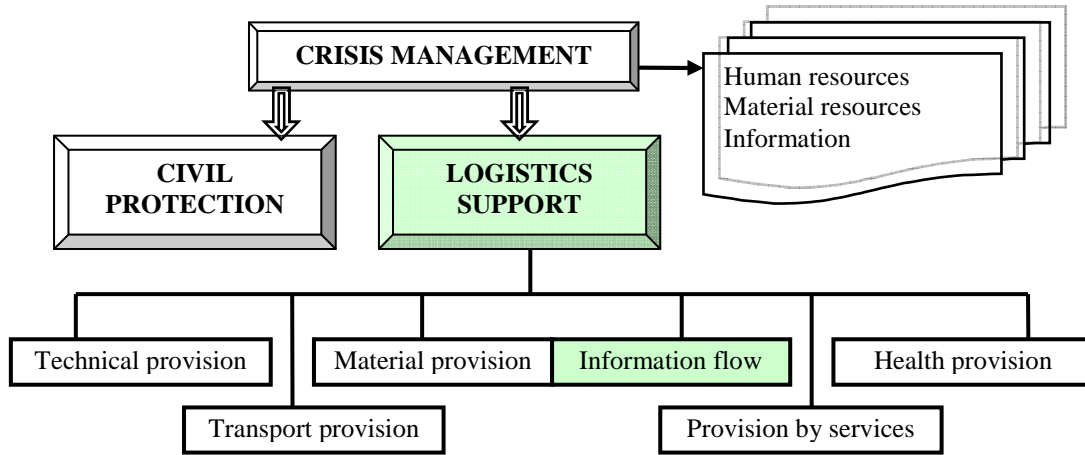 CRISIS MANAGEMENT
Human resources
Material resources
Information
CIVIL
PROTECTION
LOGISTICS
SUPPORT
Technical provision
Material provision
Information flow
Health provision
Transport provision
Provision by services